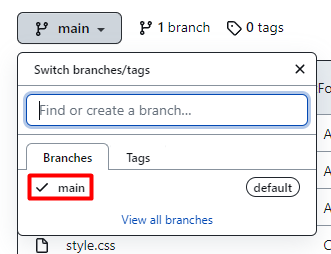 main 1 branch 0 tags
Switch branches/tags
Find or create a branch...
Branches Tags
main default
View all branches
style.css